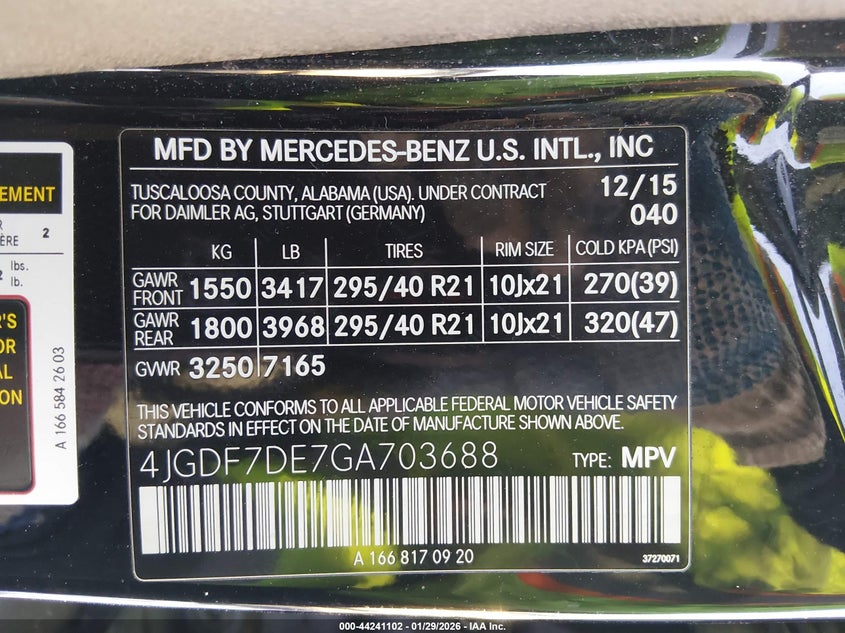 EMENT
ÈRE 2
lbs.
lb.
R'S
OR
AL
ON
A 166 584 26 03
MFD BY MERCEDES-BENZ U.S. INTL., INC
TUSCALOOSA COUNTY, ALABAMA (USA). UNDER CONTRACT 12/15
FOR DAIMLER AG, STUTTGART (GERMANY) 040
KG LB TIRES RIM SIZE COLD KPA (PSI)
GAWR FRONT 1550 3417 295/40 R21 10Jx21 270(39)
GAWR REAR 1800 3968 295/40 R21 10Jx21 320(47)
GVWR 3250 7165
THIS VEHICLE CONFORMS TO ALL APPLICABLE FEDERAL MOTOR VEHICLE SAFETY
STANDARDS IN EFFECT ON THE DATE OF MANUFACTURE SHOWN ABOVE.
4JGDF7DE7GA703688 TYPE: MPV
A 166 817 09 20 37270071
000-44241102 - 01/29/2026 - IAA Inc.